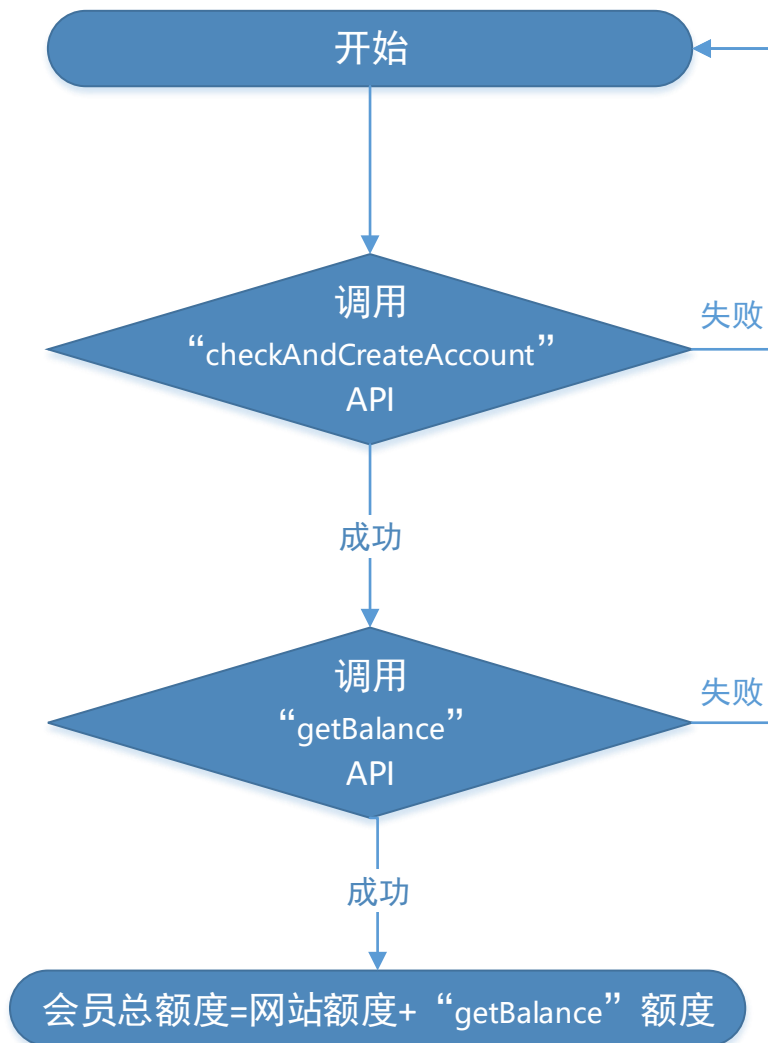 开始
调用
“checkAndCreateAccount”
API
失败
成功
调用
“getBalance”
API
失败
成功
会员总额度=网站额度+“getBalance”额度